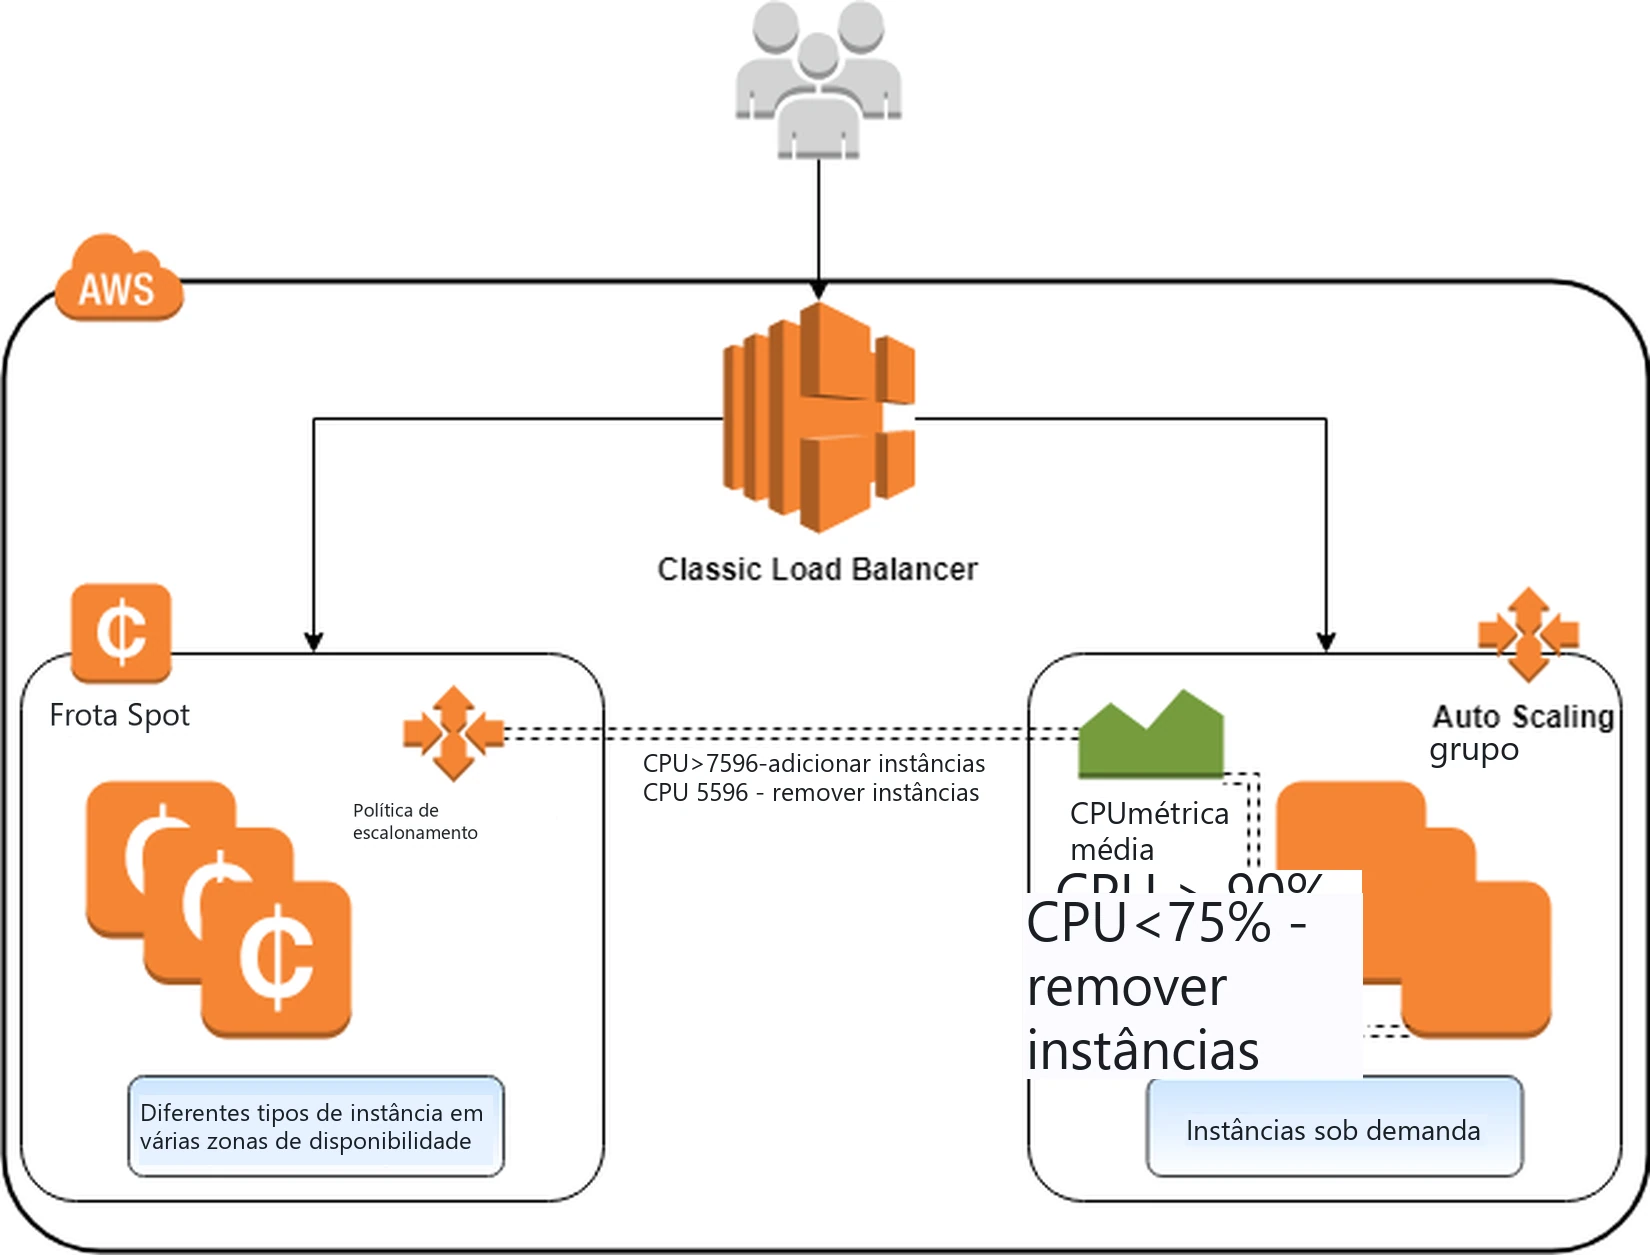 AWS
Classic Load Balancer
Frota Spot
Política de
escalonamento
CPU>7596-adicionar instâncias
CPU 5596 - remover instâncias
Auto Scaling
grupo
CPUmétrica
média
CPU > 90%
CPU<75% -
remover
instâncias
Diferentes tipos de instância em
várias zonas de disponibilidade
Instâncias sob demanda